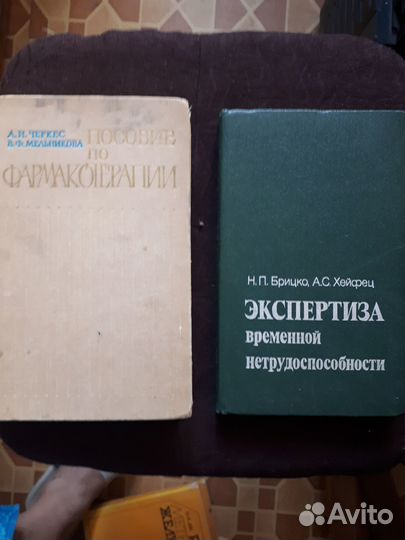 А.И. ЧЕРКЕС
В.Ф. МЕЛЬНИКОВА
ПОСОБИЕ
ПО
ФАРМАКОТЕРАПИИ
Н. П. Брицко, А. С. Хейфец
ЭКСПЕРТИЗА
временной
нетрудоспособности
Avito